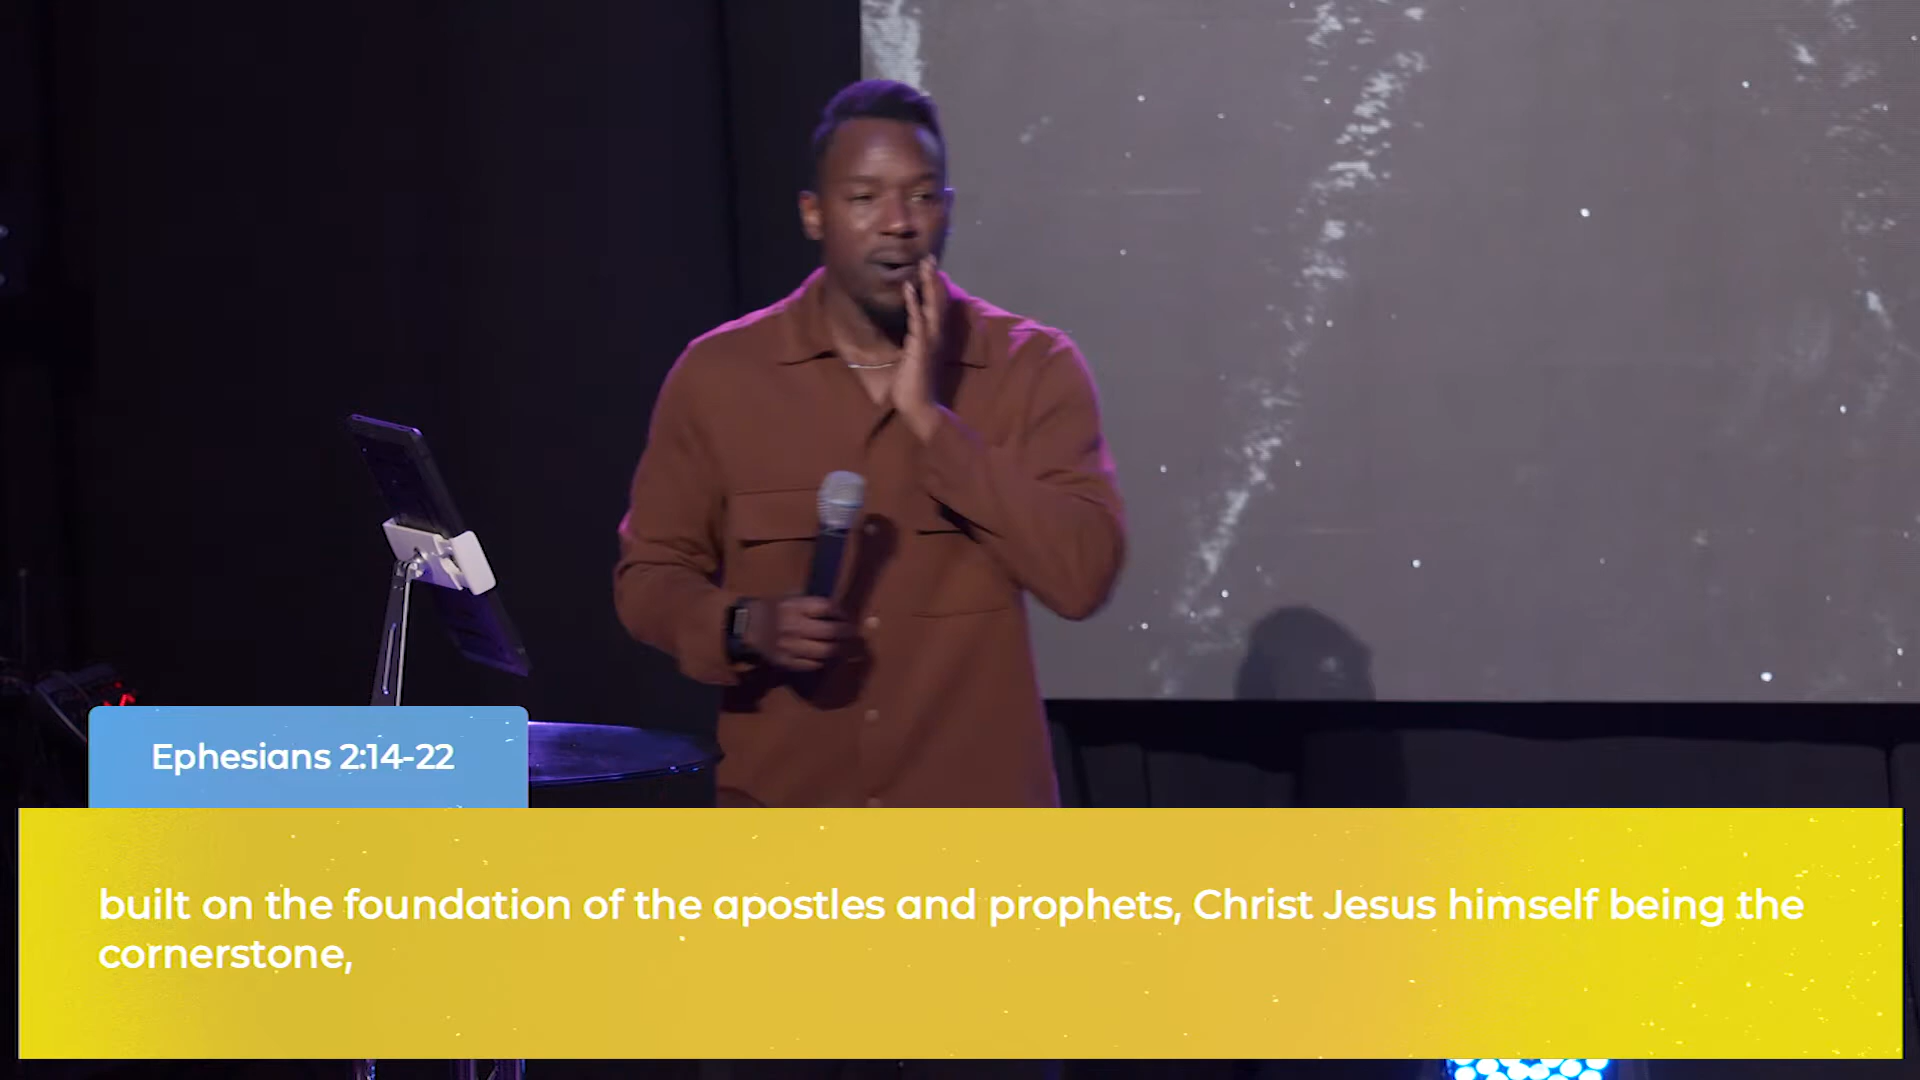 Ephesians 2:14-22
built on the foundation of the apostles and prophets, Christ Jesus himself being the
cornerstone,